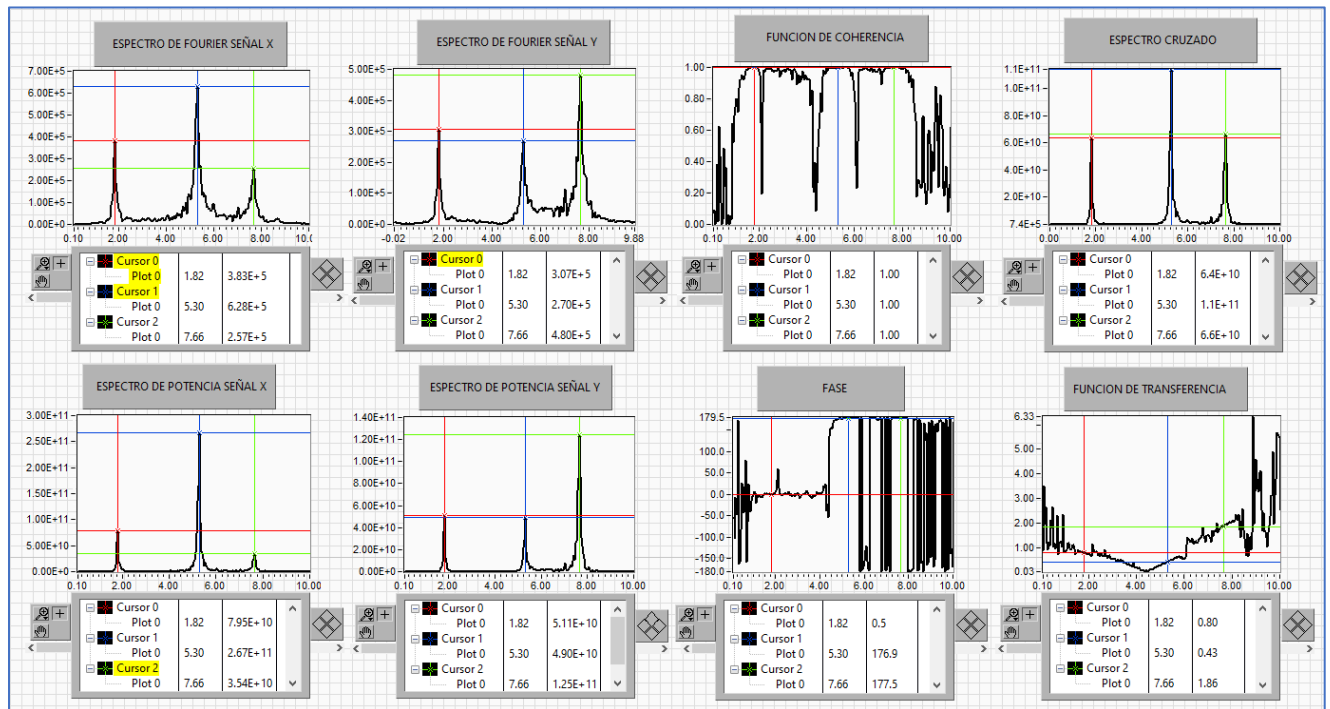 ESPECTRO DE FOURIER SEÑAL X
7.00E+5
6.00E+5
5.00E+5
4.00E+5
3.00E+5
2.00E+5
1.00E+5
0.00E+0
0.10 2.00 4.00 6.00 8.00 10.0
Cursor 0
Plot 0 1.82 3.83E+5
Cursor 1
Plot 0 5.30 6.28E+5
Cursor 2
Plot 0 7.66 2.57E+5
ESPECTRO DE FOURIER SEÑAL Y
5.00E+5
4.00E+5
3.00E+5
2.00E+5
1.00E+5
0.00E+0
-0.02 2.00 4.00 6.00 8.00 9.88
Cursor 0
Plot 0 1.82 3.07E+5
Cursor 1
Plot 0 5.30 2.70E+5
Cursor 2
Plot 0 7.66 4.80E+5
FUNCION DE COHERENCIA
1.00
0.80
0.60
0.40
0.20
0.00
0.10 2.00 4.00 6.00 8.00 10.00
Cursor 0
Plot 0 1.82 1.00
Cursor 1
Plot 0 5.30 1.00
Cursor 2
Plot 0 7.66 1.00
ESPECTRO CRUZADO
1.1E+11
8.0E+10
6.0E+10
4.0E+10
2.0E+10
7.4E+5
0.00 2.00 4.00 6.00 8.00 10.00
Cursor 0
Plot 0 1.82 6.4E+10
Cursor 1
Plot 0 5.30 1.1E+11
Cursor 2
Plot 0 7.66 6.6E+10
ESPECTRO DE POTENCIA SEÑAL X
3.00E+11
2.50E+11
2.00E+11
1.50E+11
1.00E+11
5.00E+10
0.00E+0
0.10 2.00 4.00 6.00 8.00 10.00
Cursor 0
Plot 0 1.82 7.95E+10
Cursor 1
Plot 0 5.30 2.67E+11
Cursor 2
Plot 0 7.66 3.54E+10
ESPECTRO DE POTENCIA SEÑAL Y
1.40E+11
1.20E+11
1.00E+11
8.00E+10
6.00E+10
4.00E+10
2.00E+10
0.00E+0
0.10 2.00 4.00 6.00 8.00 10.00
Cursor 0
Plot 0 1.82 5.11E+10
Cursor 1
Plot 0 5.30 4.90E+10
Cursor 2
Plot 0 7.66 1.25E+11
FASE
179.5
100.0
50.0
0.0
-50.0
-100.0
-150.0
-180.0
0.10 2.00 4.00 6.00 8.00 10.00
Cursor 0
Plot 0 1.82 0.5
Cursor 1
Plot 0 5.30 176.9
Cursor 2
Plot 0 7.66 177.5
FUNCION DE TRANSFERENCIA
6.33
5.00
4.00
3.00
2.00
1.00
0.03
0.10 2.00 4.00 6.00 8.00 10.00
Cursor 0
Plot 0 1.82 0.80
Cursor 1
Plot 0 5.30 0.43
Cursor 2
Plot 0 7.66 1.86